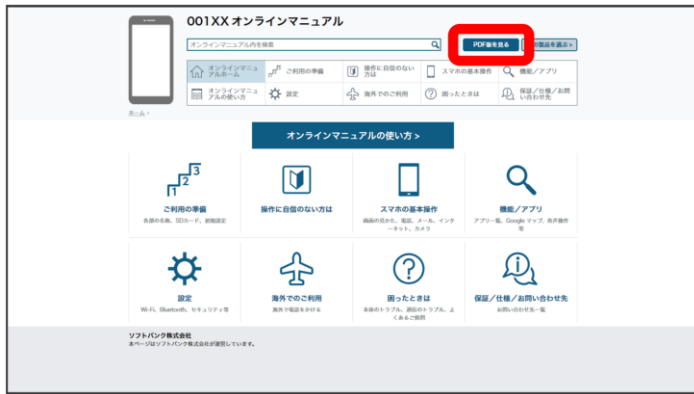 001XX オンラインマニュアル
オンラインマニュアル内を検索
PDF版を見る
の製品を選ぶ>
オンラインマニュ
アルホーム
ご利用の準備
操作に自信のない
方は
スマホの基本操作
機能/アプリ
オンラインマニュ
アルの使い方
設定
海外でのご利用
困ったときは
保証/仕様/お問
い合わせ先
ホーム >
オンラインマニュアルの使い方 >
1 2 3
ご利用の準備
各部の名称、SDカード、初期設定
操作に自信のない方は
スマホの基本操作
画面の見かた、電話、メール、インタ
ーネット、カメラ
機能/アプリ
アプリ一覧、Google マップ、音声操作
等
設定
Wi-Fi、Bluetooth、セキュリティ等
海外でのご利用
海外で電話をかける
困ったときは
本体のトラブル、通信のトラブル、よ
くあるご質問
保証/仕様/お問い合わせ先
お問い合わせ先一覧
ソフトバンク株式会社
本ページはソフトバンク株式会社が運営しています。